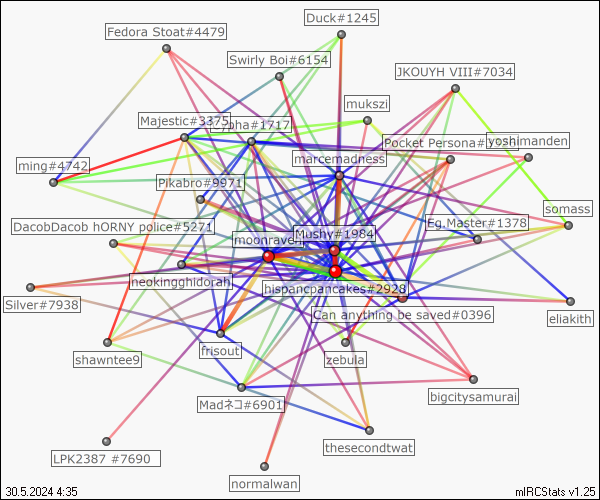 Duck#1245
Fedora Stoat#4479
Swirly Boi#6154
JKOUYH VIII#7034
mukszi
Majestic#3375
pha#1717
Pocket Persona#
yoshimanden
marcemadness
ming#4742
Pikabro#9971
somass
DacobDacob hORNY police#5271
Eg.Master#1378
Mushy#1984
moonraven
neokingghidorah
hispancpancakes#2928
Silver#7938
Can anything be saved#0396
eliakith
frisout
shawntee9
zebula
bigcitysamurai
Madネコ#6901
thesecondtwat
LPK2387 #7690
normalwan
30.5.2024 4:35
mIRCStats v1.25